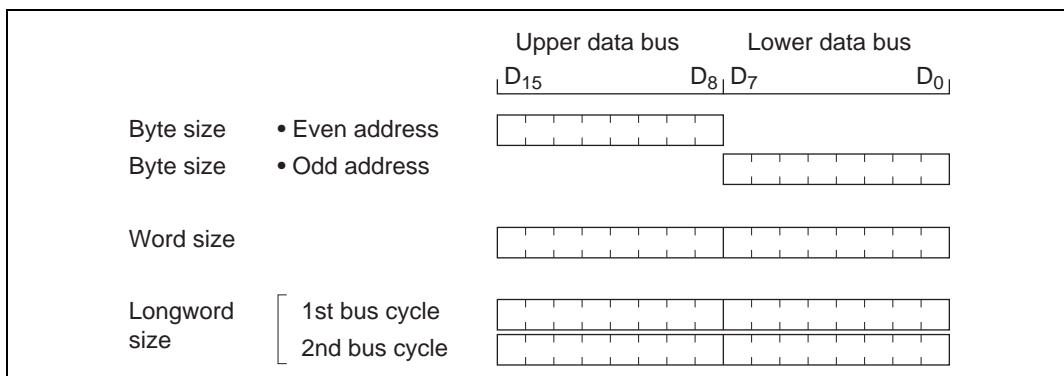 Upper data bus Lower data bus
D15 D8 D7 D0
Byte size • Even address
Byte size • Odd address
Word size
Longword size 1st bus cycle
2nd bus cycle